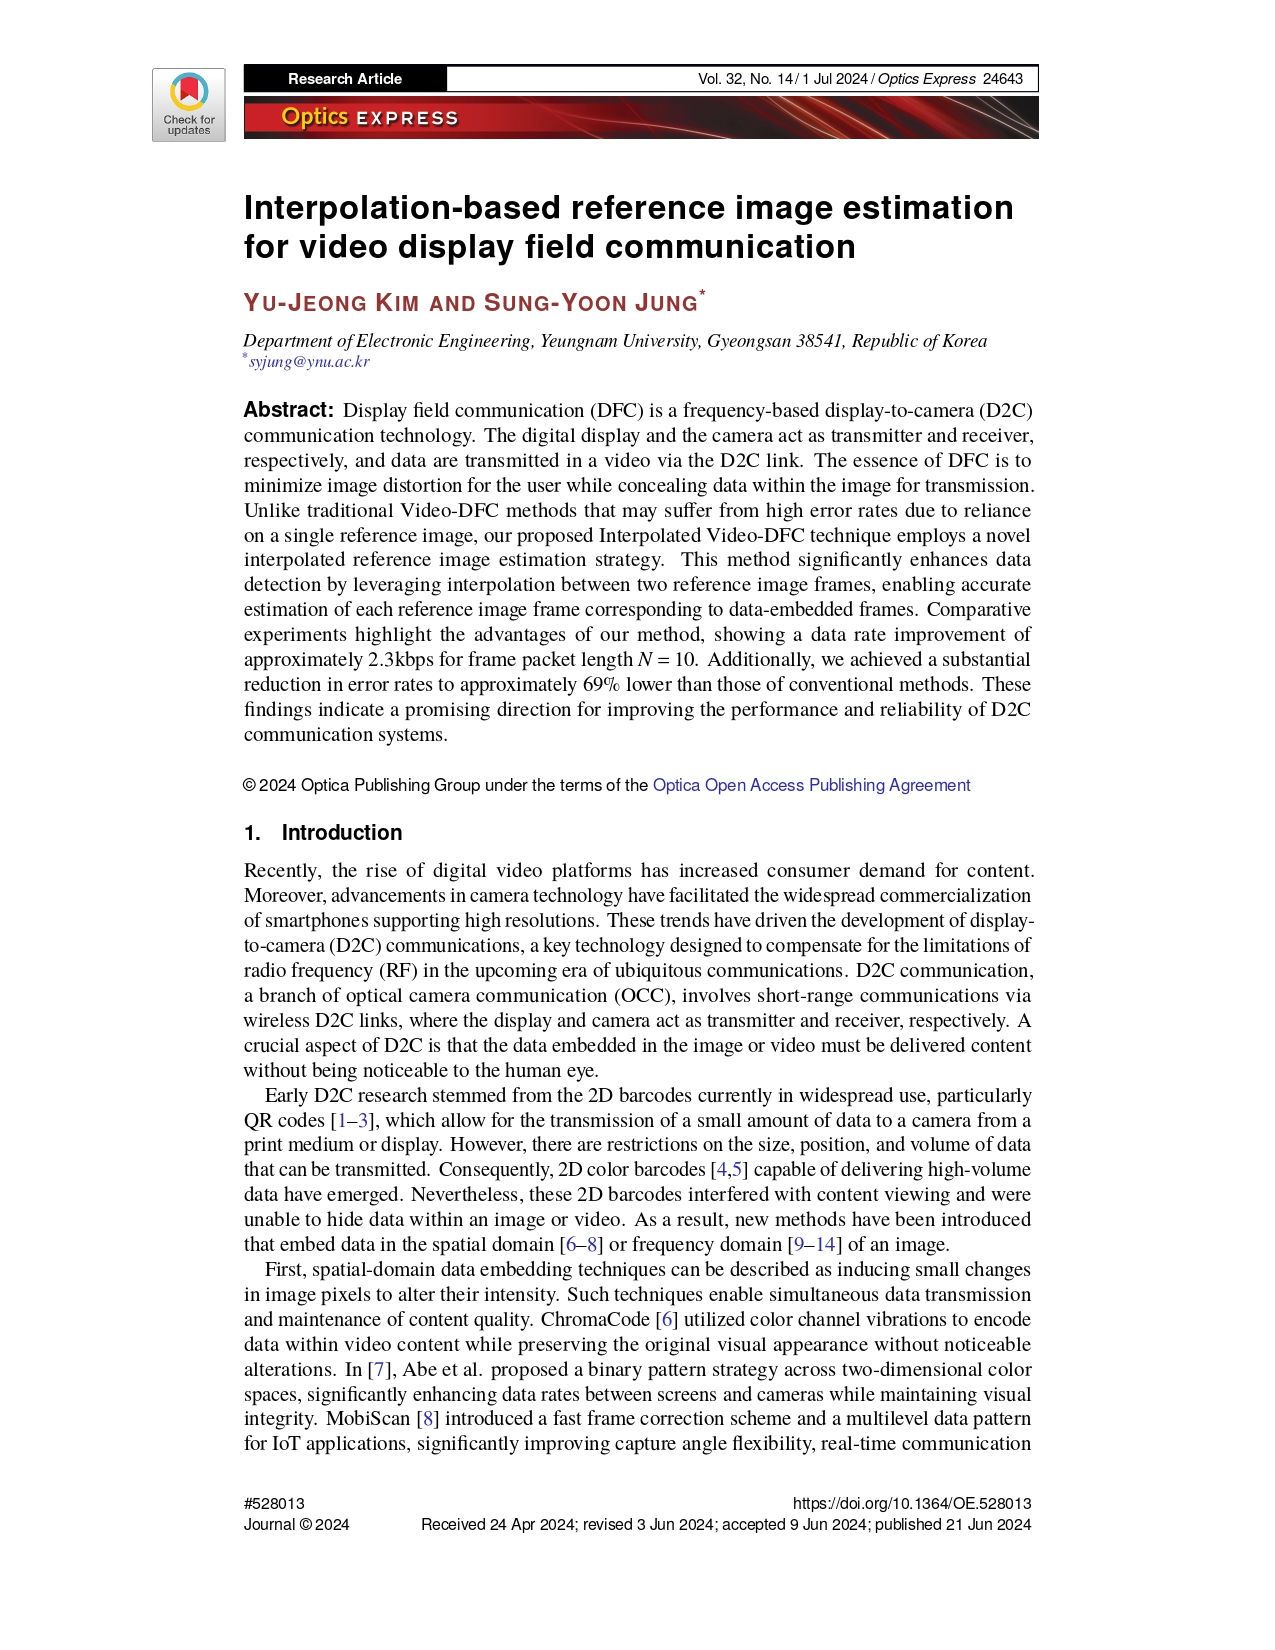 Check for
updates
Research Article
Vol. 32, No. 14 / 1 Jul 2024 / Optics Express 24643
Optics EXPRESS
Interpolation-based reference image estimation
for video display field communication
YU-JEONG KIM AND SUNG-YOON JUNG*
Department of Electronic Engineering, Yeungnam University, Gyeongsan 38541, Republic of Korea
*syjung@ynu.ac.kr
Abstract: Display field communication (DFC) is a frequency-based display-to-camera (D2C)
communication technology. The digital display and the camera act as transmitter and receiver,
respectively, and data are transmitted in a video via the D2C link. The essence of DFC is to
minimize image distortion for the user while concealing data within the image for transmission.
Unlike traditional Video-DFC methods that may suffer from high error rates due to reliance
on a single reference image, our proposed Interpolated Video-DFC technique employs a novel
interpolated reference image estimation strategy. This method significantly enhances data
detection by leveraging interpolation between two reference image frames, enabling accurate
estimation of each reference image frame corresponding to data-embedded frames. Comparative
experiments highlight the advantages of our method, showing a data rate improvement of
approximately 2.3kbps for frame packet length N = 10. Additionally, we achieved a substantial
reduction in error rates to approximately 69% lower than those of conventional methods. These
findings indicate a promising direction for improving the performance and reliability of D2C
communication systems.
© 2024 Optica Publishing Group under the terms of the Optica Open Access Publishing Agreement
1. Introduction
Recently, the rise of digital video platforms has increased consumer demand for content.
Moreover, advancements in camera technology have facilitated the widespread commercialization
of smartphones supporting high resolutions. These trends have driven the development of display-
to-camera (D2C) communications, a key technology designed to compensate for the limitations of
radio frequency (RF) in the upcoming era of ubiquitous communications. D2C communication,
a branch of optical camera communication (OCC), involves short-range communications via
wireless D2C links, where the display and camera act as transmitter and receiver, respectively. A
crucial aspect of D2C is that the data embedded in the image or video must be delivered content
without being noticeable to the human eye.
Early D2C research stemmed from the 2D barcodes currently in widespread use, particularly
QR codes [1–3], which allow for the transmission of a small amount of data to a camera from a
print medium or display. However, there are restrictions on the size, position, and volume of data
that can be transmitted. Consequently, 2D color barcodes [4,5] capable of delivering high-volume
data have emerged. Nevertheless, these 2D barcodes interfered with content viewing and were
unable to hide data within an image or video. As a result, new methods have been introduced
that embed data in the spatial domain [6–8] or frequency domain [9–14] of an image.
First, spatial-domain data embedding techniques can be described as inducing small changes
in image pixels to alter their intensity. Such techniques enable simultaneous data transmission
and maintenance of content quality. ChromaCode [6] utilized color channel vibrations to encode
data within video content while preserving the original visual appearance without noticeable
alterations. In [7], Abe et al. proposed a binary pattern strategy across two-dimensional color
spaces, significantly enhancing data rates between screens and cameras while maintaining visual
integrity. MobiScan [8] introduced a fast frame correction scheme and a multilevel data pattern
for IoT applications, significantly improving capture angle flexibility, real-time communication
#528013
https://doi.org/10.1364/OE.528013
Journal © 2024
Received 24 Apr 2024; revised 3 Jun 2024; accepted 9 Jun 2024; published 21 Jun 2024